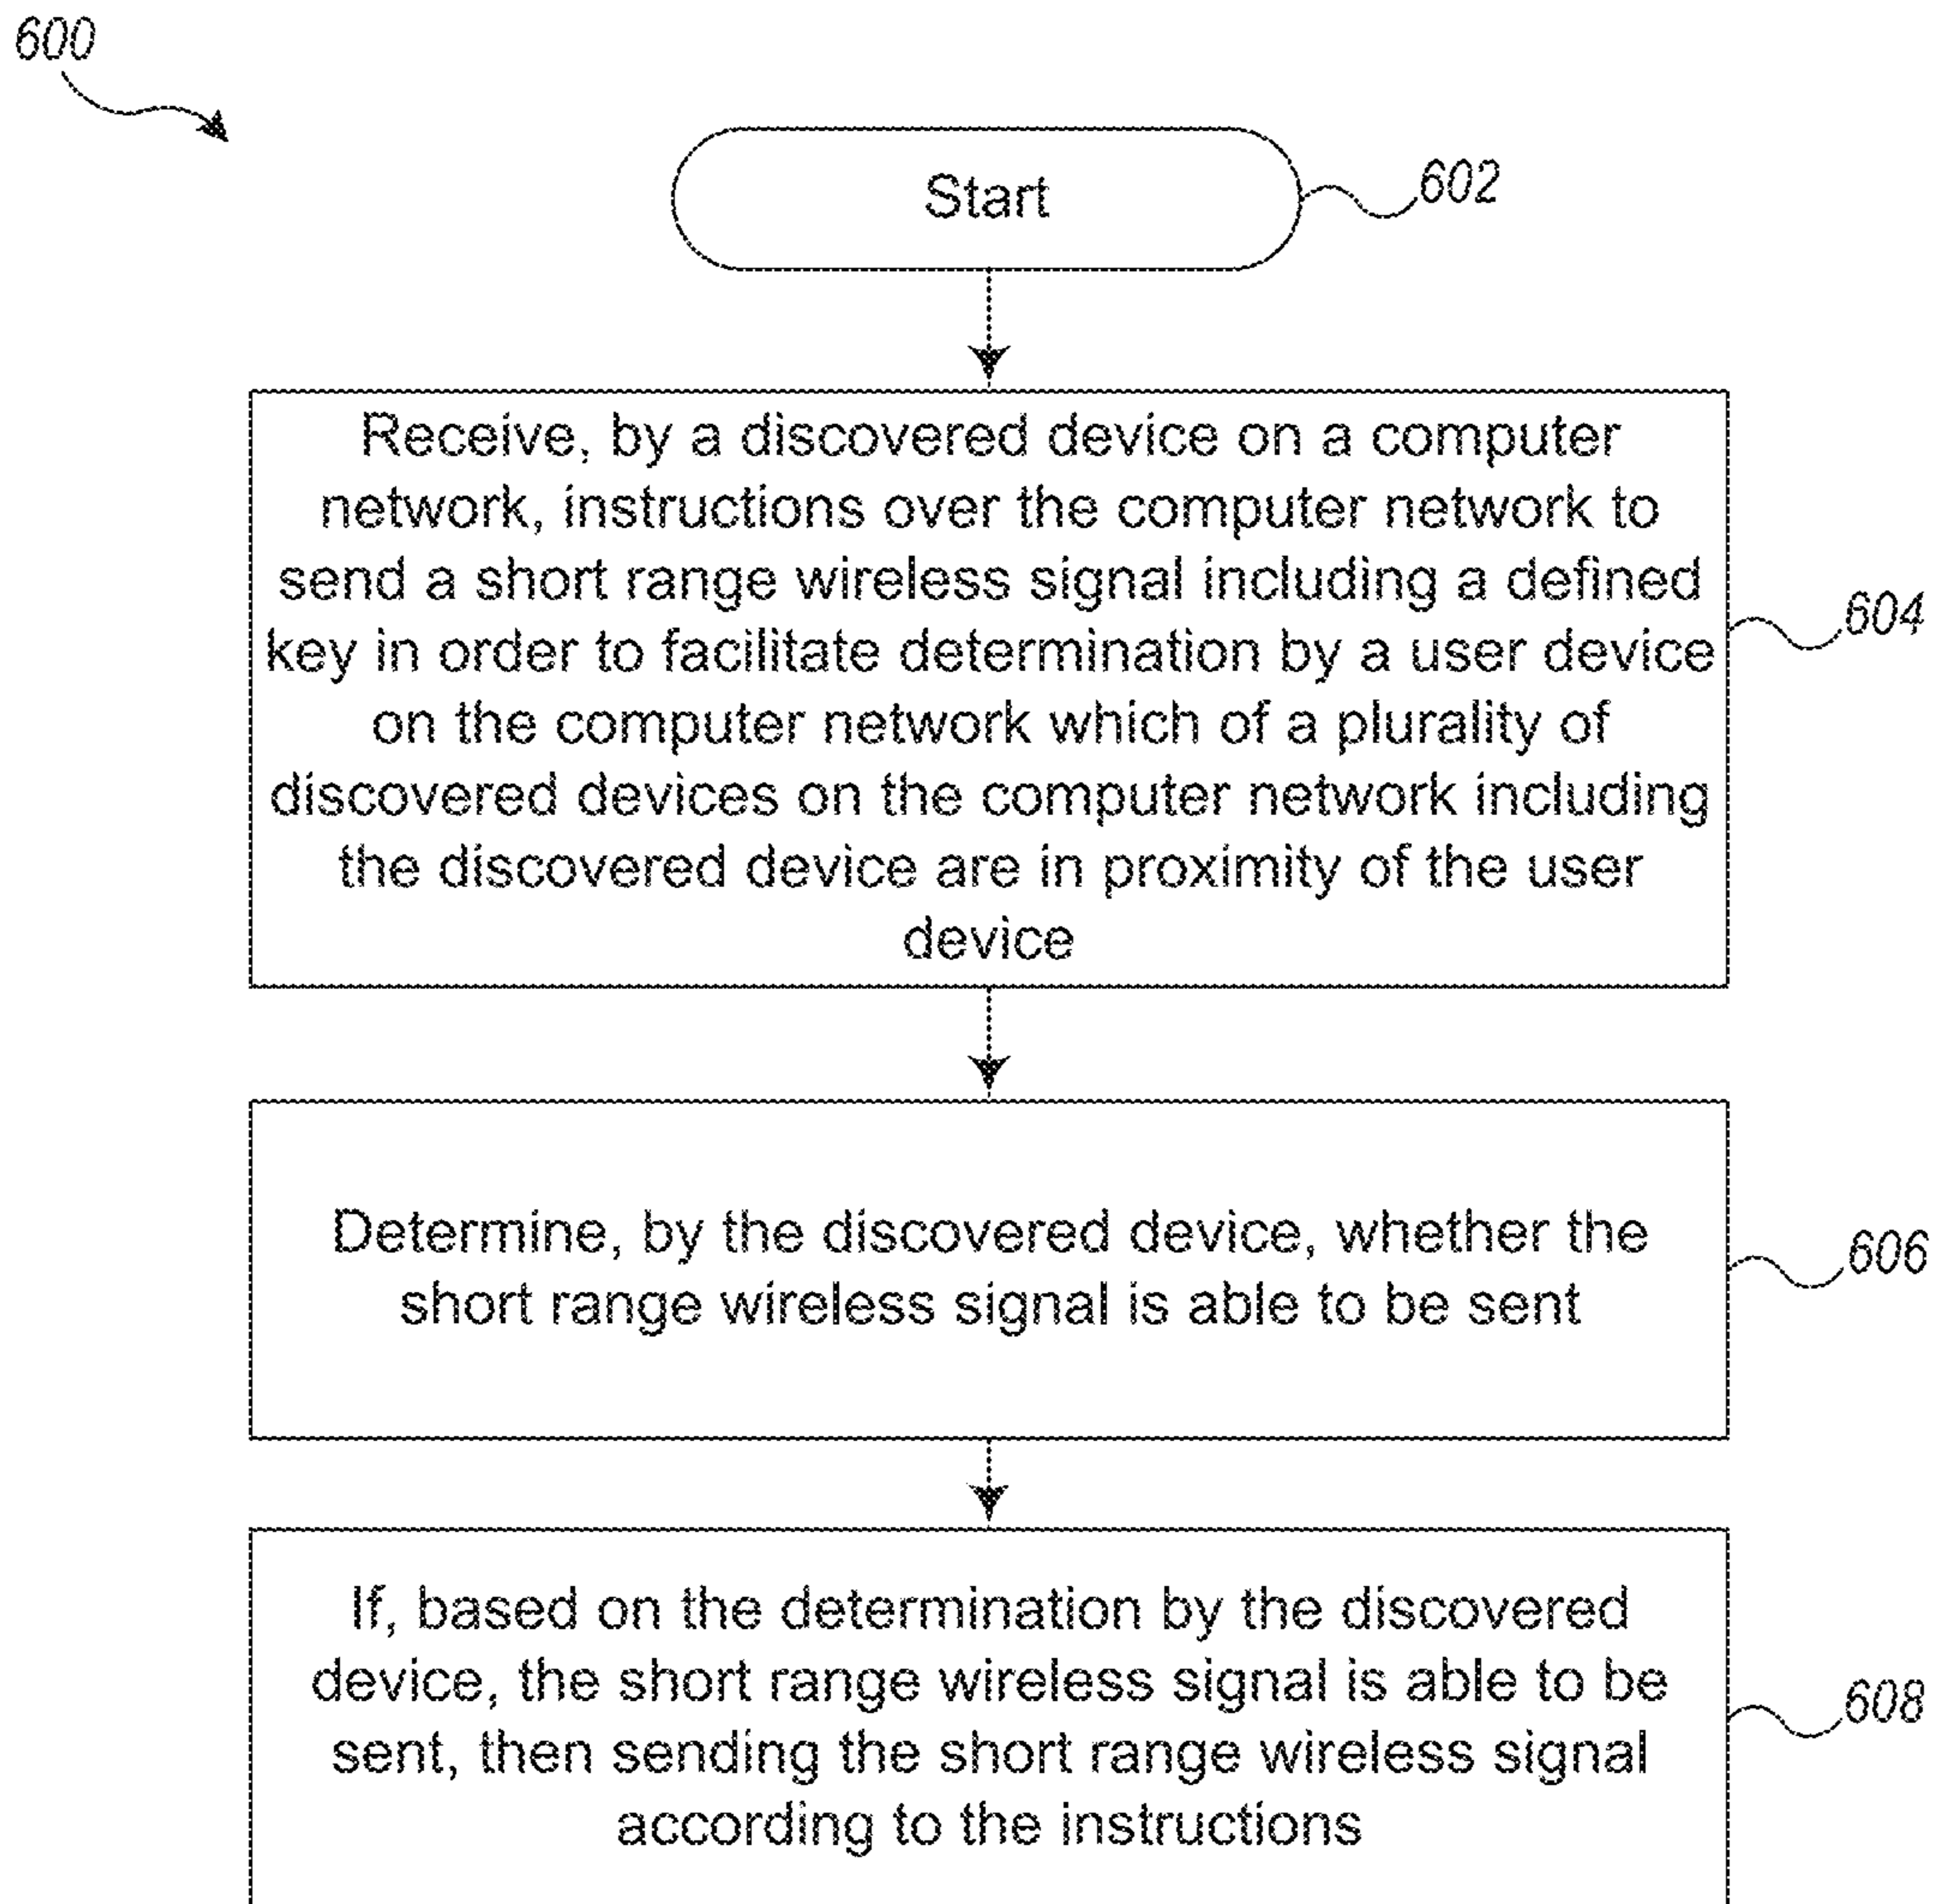 600
Start
602
Receive, by a discovered device on a computer
network, instructions over the computer network to
send a short range wireless signal including a defined
key in order to facilitate determination by a user device
on the computer network which of a plurality of
discovered devices on the computer network including
the discovered device are in proximity of the user
device
604
Determine, by the discovered device, whether the
short range wireless signal is able to be sent
606
If, based on the determination by the discovered
device, the short range wireless signal is able to be
sent, then sending the short range wireless signal
according to the instructions
608